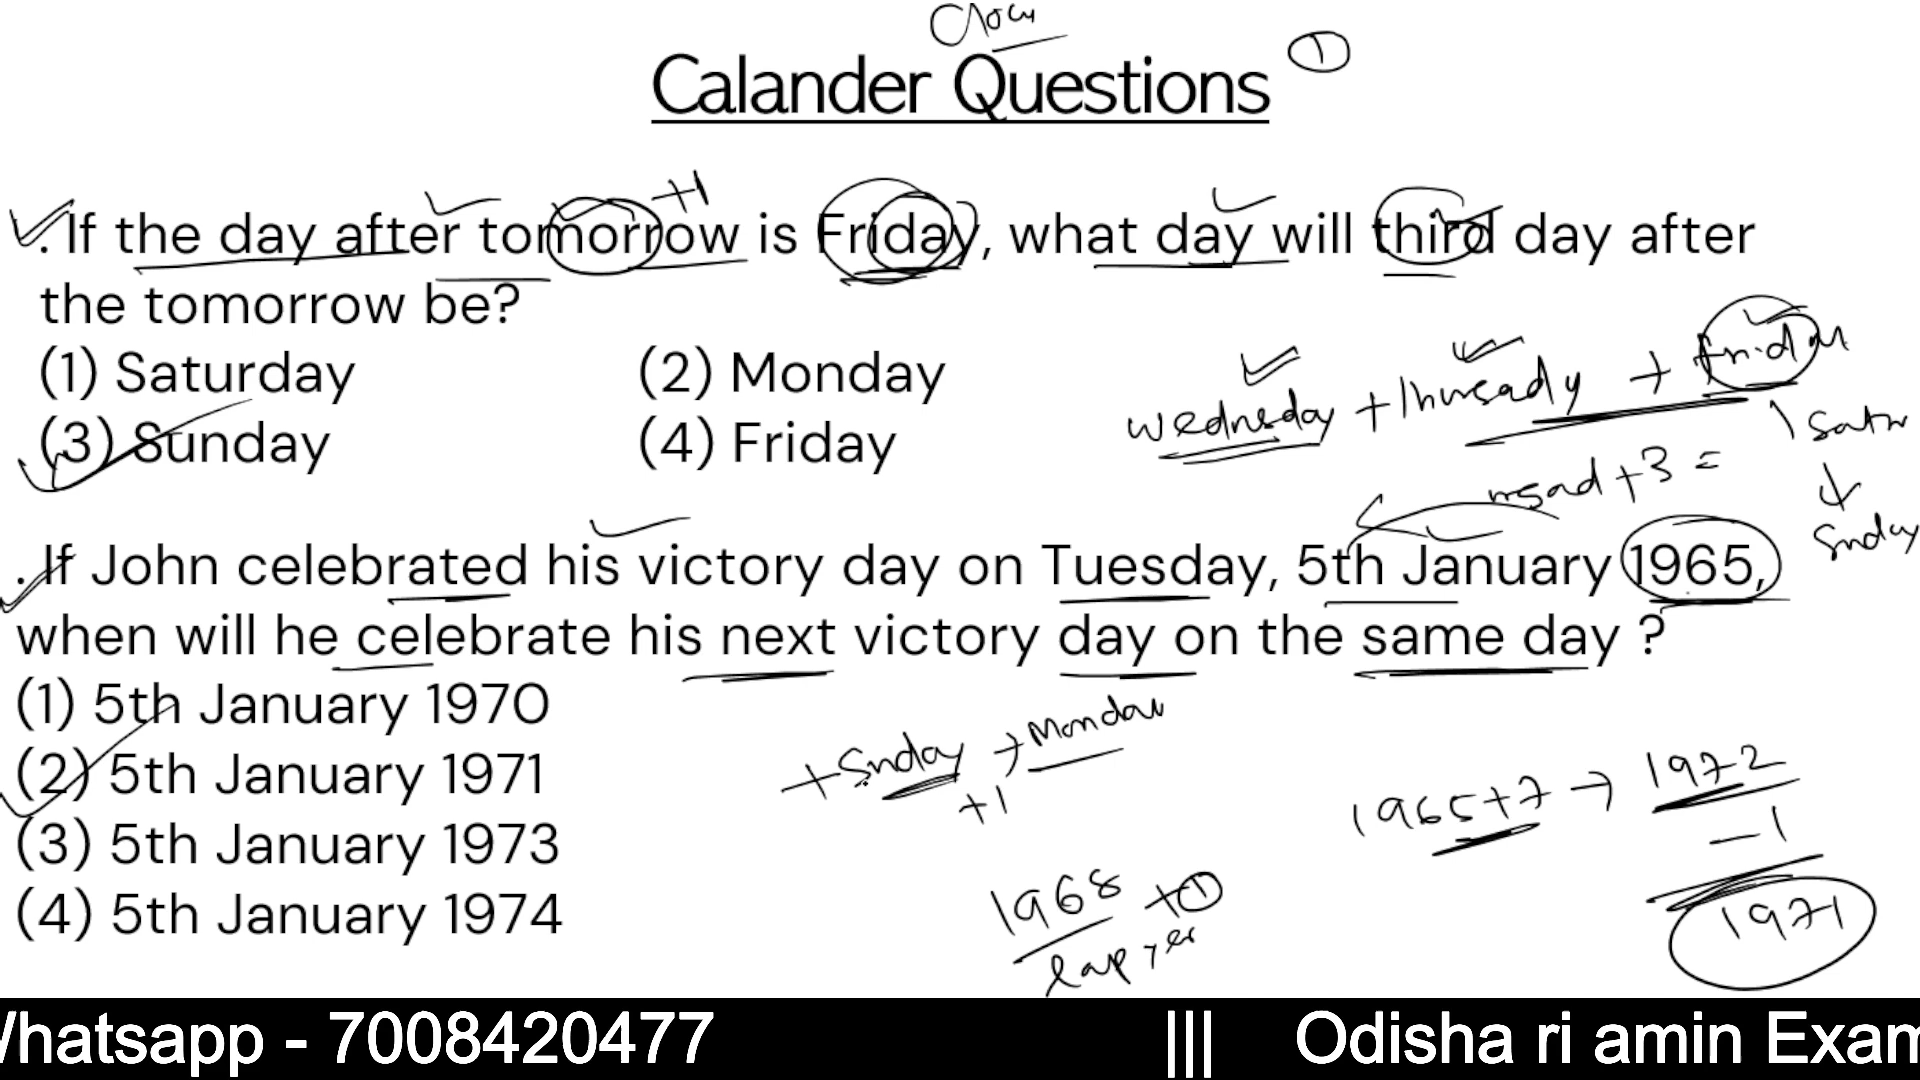 Calander Questions
1
. If the day after tomorrow is Friday, what day will third day after
+1
the tomorrow be?
(1) Saturday (2) Monday
(3) Sunday (4) Friday
wednesday + Thursady + friday
+3 =
Sunday
. If John celebrated his victory day on Tuesday, 5th January 1965,
when will he celebrate his next victory day on the same day ?
(1) 5th January 1970
(2) 5th January 1971
(3) 5th January 1973
(4) 5th January 1974
+ Sunday + Monday
+1
1965+7 → 1972
-1
1971
1968 +1
Whatsapp - 7008420477 ||| Odisha ri amin Exam